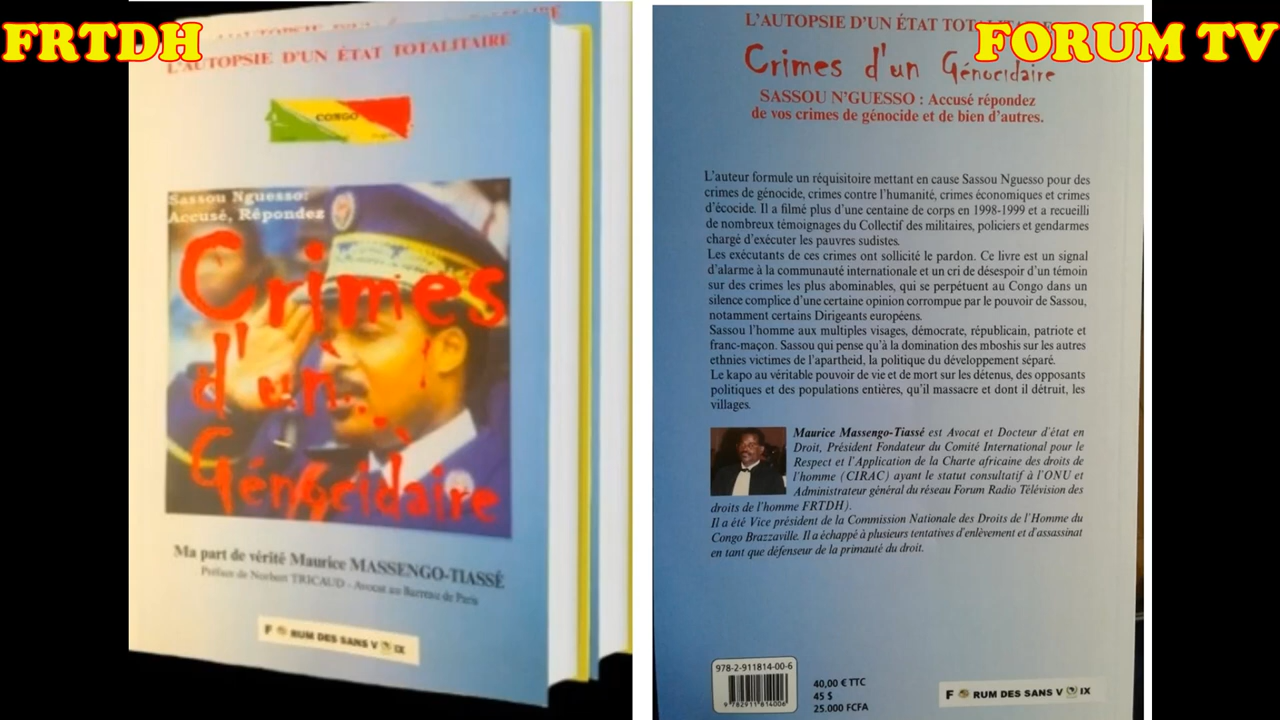 FRTDH
FORUM TV
L'AUTOPSIE D'UN ÉTAT TOTALITAIRE
CONGO
Sassou Nguesso:
Accusé, Répondez
Crimes
d'un
Génocidaire
Ma part de vérité Maurice MASSENGO-TIASSÉ
Préface de Norbert TRICAUD - Avocat au Barreau de Paris
F RUM DES SANS V IX
L'AUTOPSIE D'UN ÉTAT TOTALITAIRE
Crimes d'un Génocidaire
SASSOU N'GUESSO : Accusé répondez
de vos crimes de génocide et de bien d'autres.
L'auteur formule un réquisitoire mettant en cause Sassou Nguesso pour des
crimes de génocide, crimes contre l'humanité, crimes économiques et crimes
d'écocide. Il a filmé plus d'une centaine de corps en 1998-1999 et a recueilli
de nombreux témoignages du Collectif des militaires, policiers et gendarmes
chargé d'exécuter les pauvres sudistes.
Les exécutants de ces crimes ont sollicité le pardon. Ce livre est un signal
d'alarme à la communauté internationale et un cri de désespoir d'un témoin
sur des crimes les plus abominables, qui se perpétuent au Congo dans un
silence complice d'une certaine opinion corrompue par le pouvoir de Sassou,
notamment certains Dirigeants européens.
Sassou l'homme aux multiples visages, démocrate, républicain, patriote et
franc-maçon. Sassou qui pense qu'à la domination des mboshis sur les autres
ethnies victimes de l'apartheid, la politique du développement séparé.
Le kapo au véritable pouvoir de vie et de mort sur les détenus, des opposants
politiques et des populations entières, qu'il massacre et dont il détruit, les
villages.
Maurice Massengo-Tiassé est Avocat et Docteur d'état en
Droit, Président Fondateur du Comité International pour le
Respect et l'Application de la Charte africaine des droits de
l'homme (CIRAC) ayant le statut consultatif à l'ONU et
Administrateur général du réseau Forum Radio Télévision des
droits de l'homme FRTDH).
Il a été Vice président de la Commission Nationale des Droits de l'Homme du
Congo Brazzaville. Il a échappé à plusieurs tentatives d'enlèvement et d'assassinat
en tant que défenseur de la primauté du droit.
978-2-911814-00-6
9 782911 814006
40,00 € TTC
45 $
25.000 FCFA
F RUM DES SANS V IX